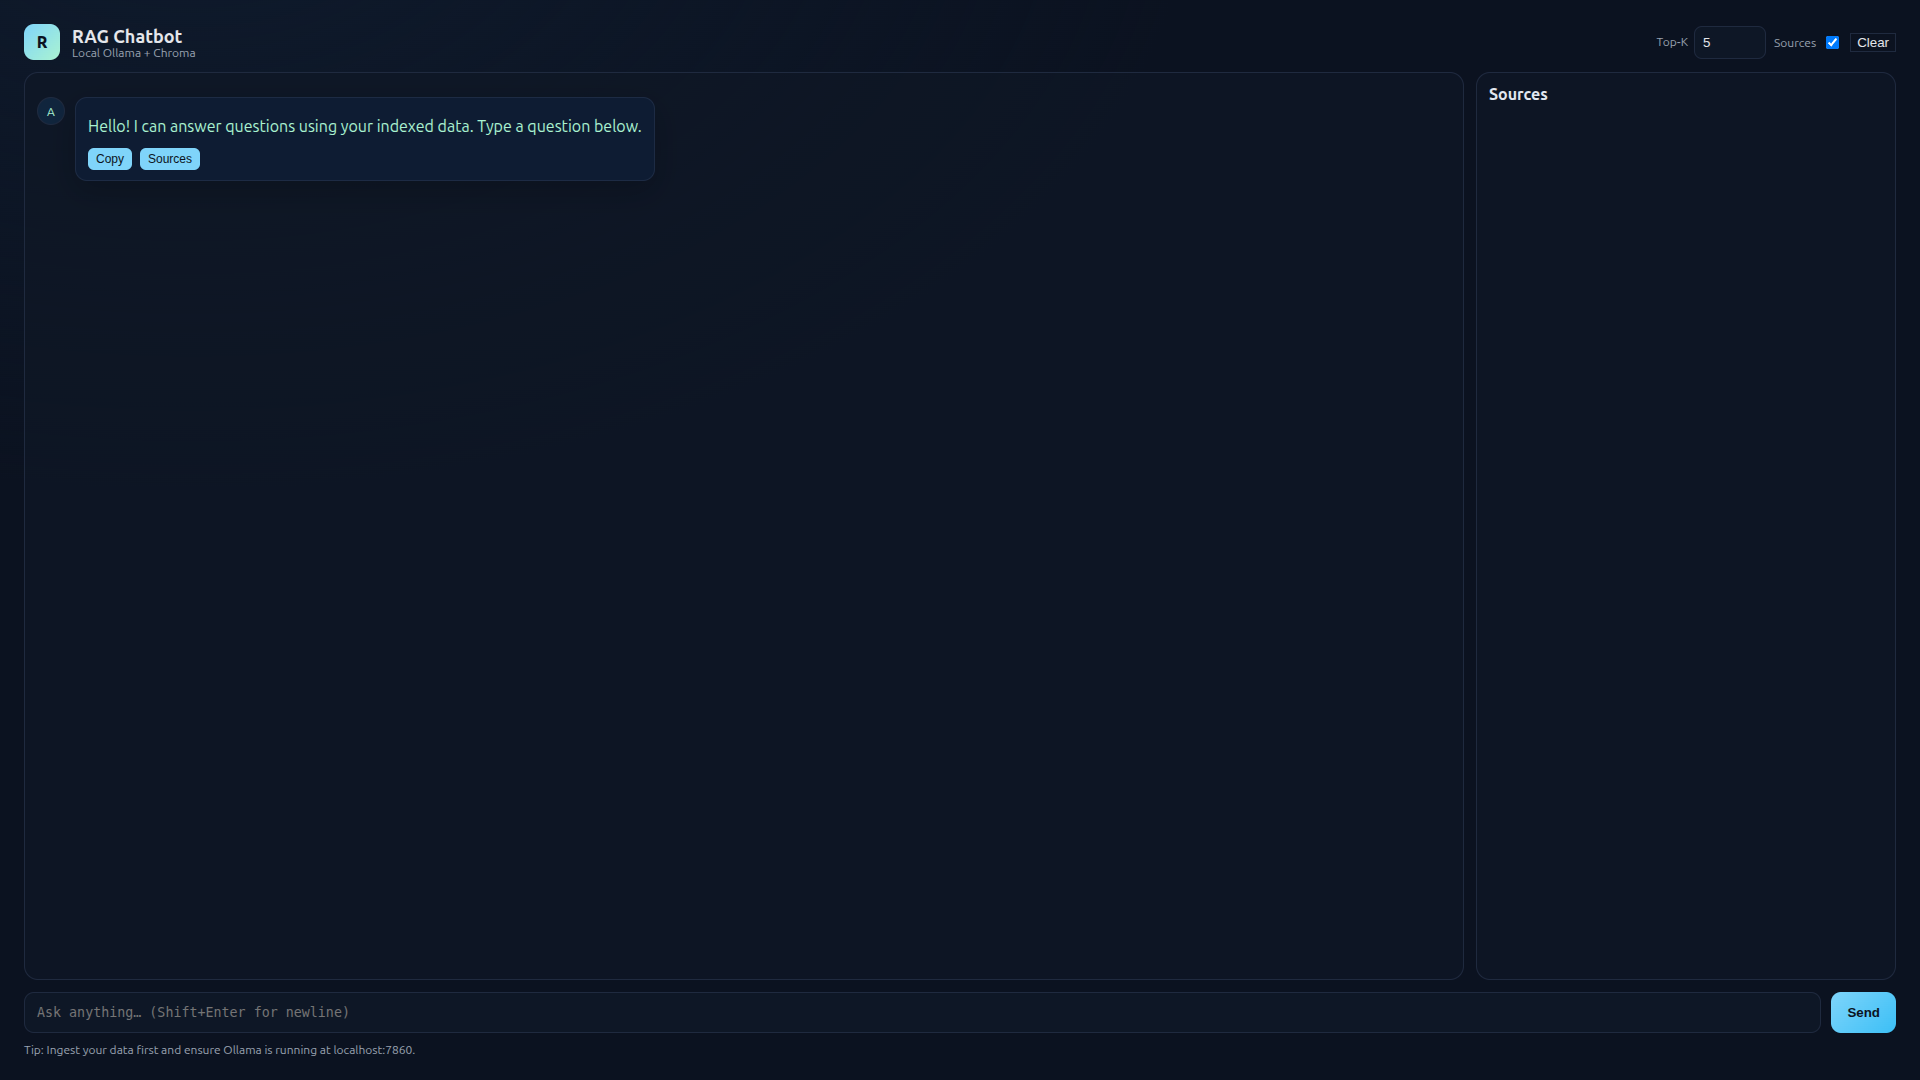 R
RAG Chatbot
Local Ollama + Chroma
Top-K 5 Sources Clear
A
Hello! I can answer questions using your indexed data. Type a question below.
Copy Sources
Sources
Ask anything… (Shift+Enter for newline)
Send
Tip: Ingest your data first and ensure Ollama is running at localhost:7860.